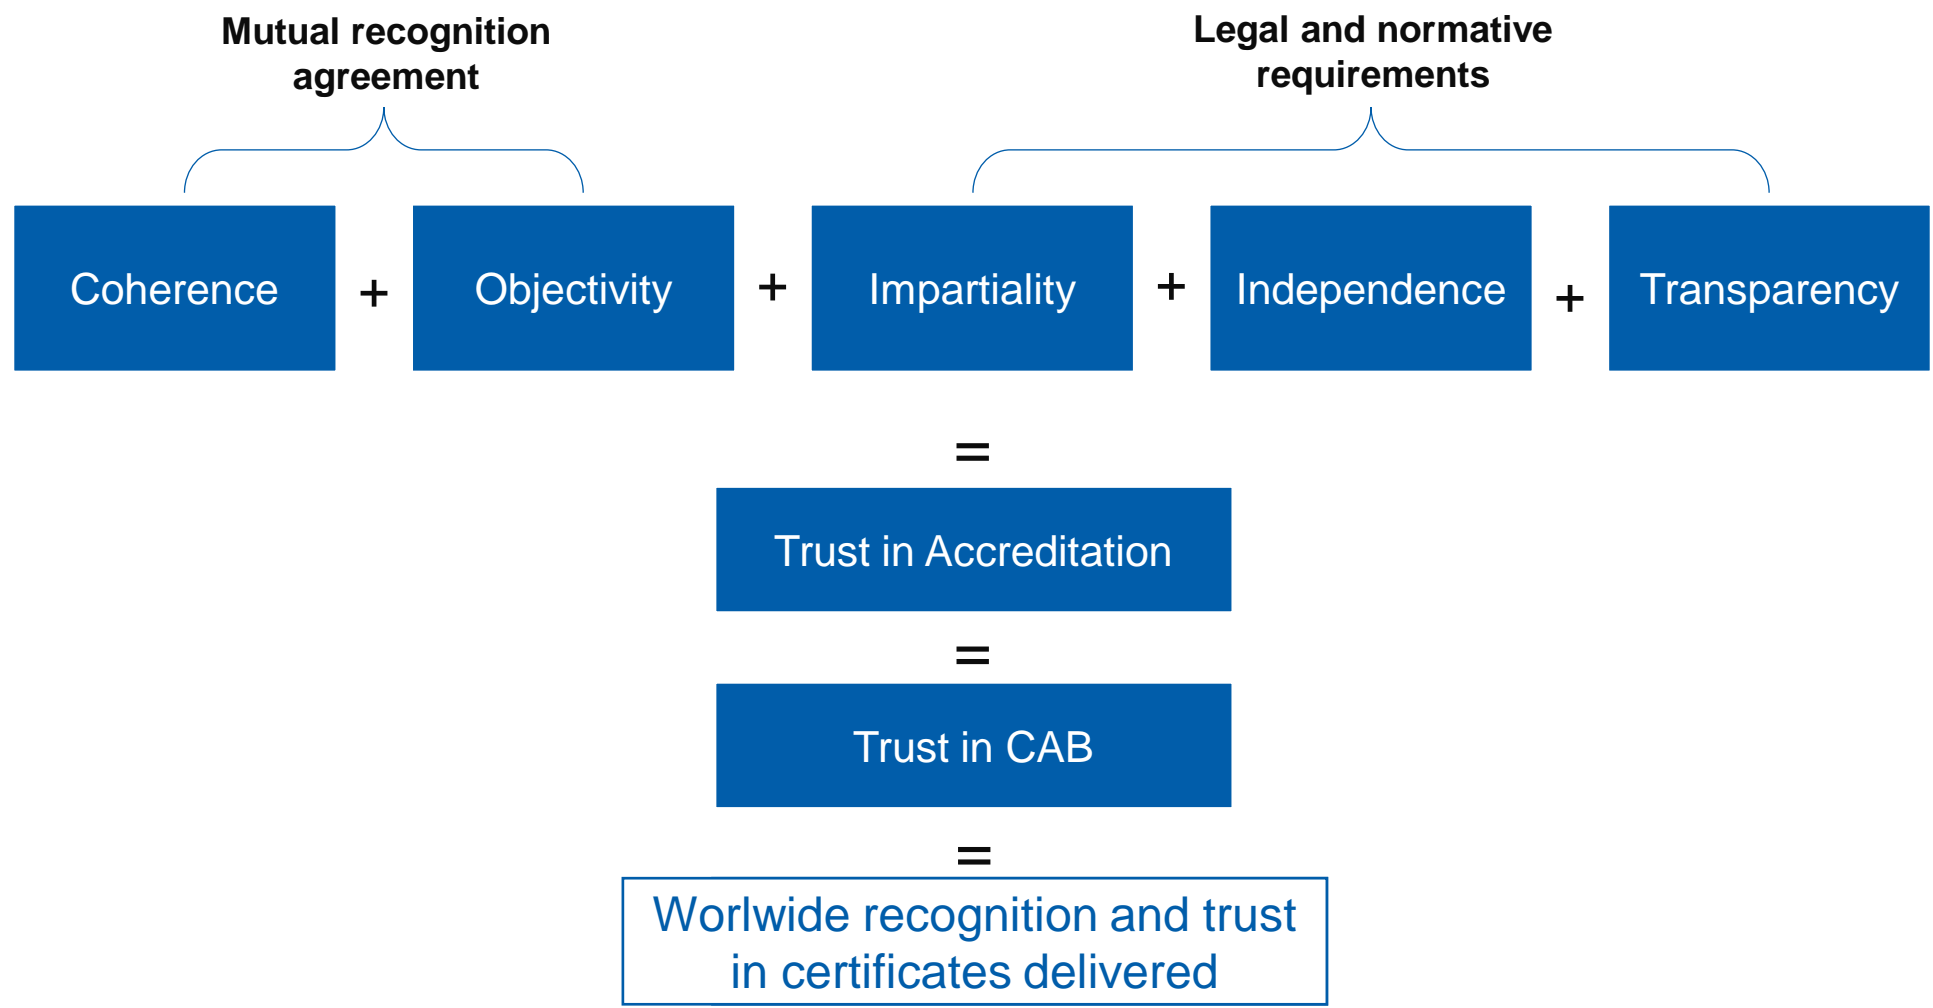 Mutual recognition
agreement
Legal and normative
requirements
Coherence + Objectivity + Impartiality + Independence + Transparency
=
Trust in Accreditation
=
Trust in CAB
=
Worlwide recognition and trust
in certificates delivered